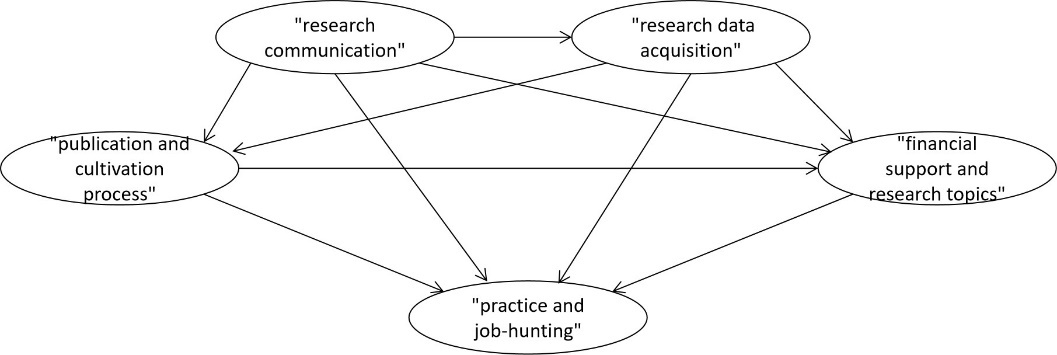 "research
communication"
"research data
acquisition"
"publication and
cultivation
process"
"financial
support and
research topics"
"practice and
job-hunting"